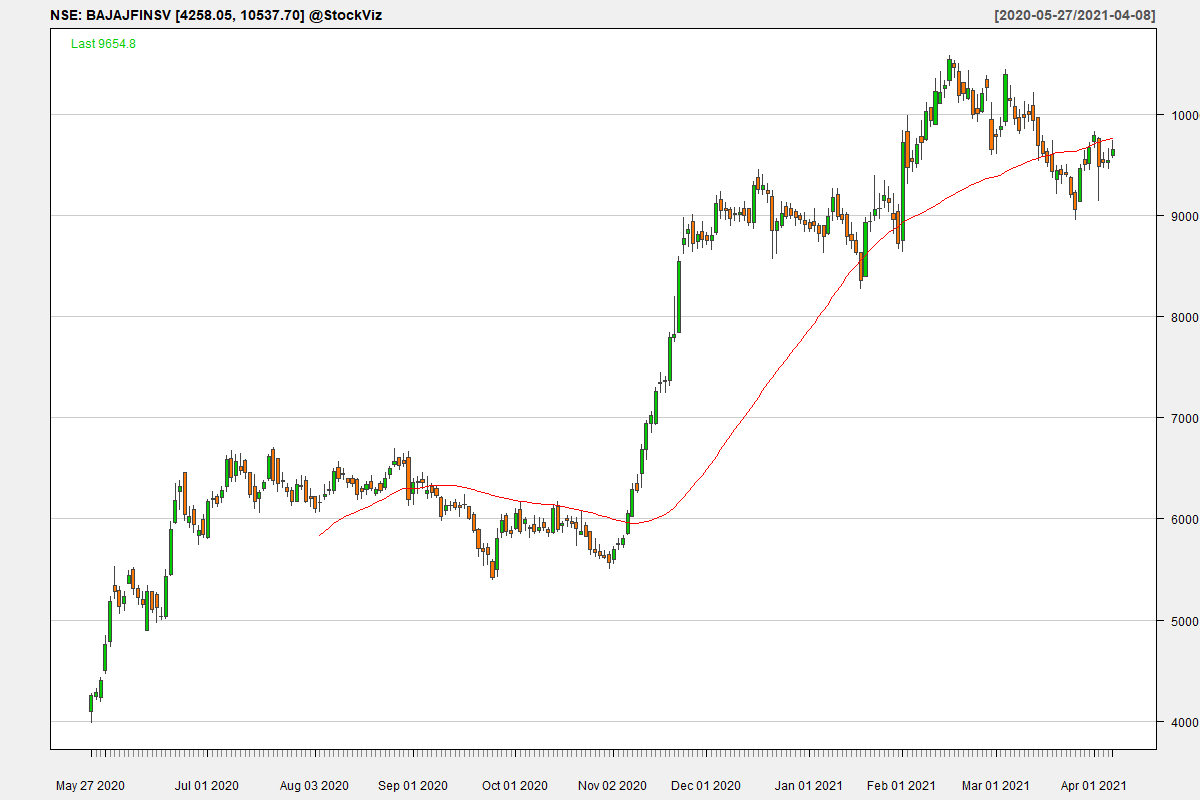 NSE: BAJAJFINSV [4258.05, 10537.70] @StockViz [2020-05-27/2021-04-08]
Last 9654.8
1000
9000
8000
7000
6000
5000
4000
May 27 2020 Jul 01 2020 Aug 03 2020 Sep 01 2020 Oct 01 2020 Nov 02 2020 Dec 01 2020 Jan 01 2021 Feb 01 2021 Mar 01 2021 Apr 01 2021